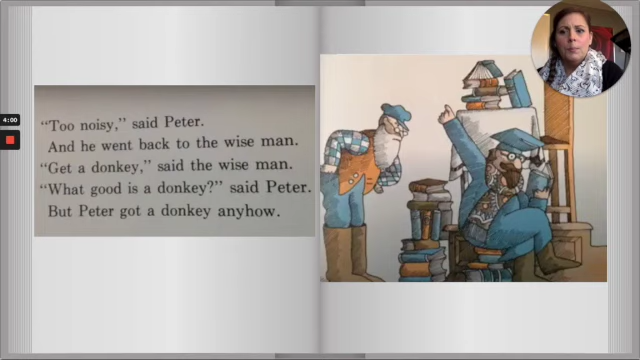 4:00
“Too noisy,” said Peter.
And he went back to the wise man.
“Get a donkey,” said the wise man.
“What good is a donkey?” said Peter.
But Peter got a donkey anyhow.